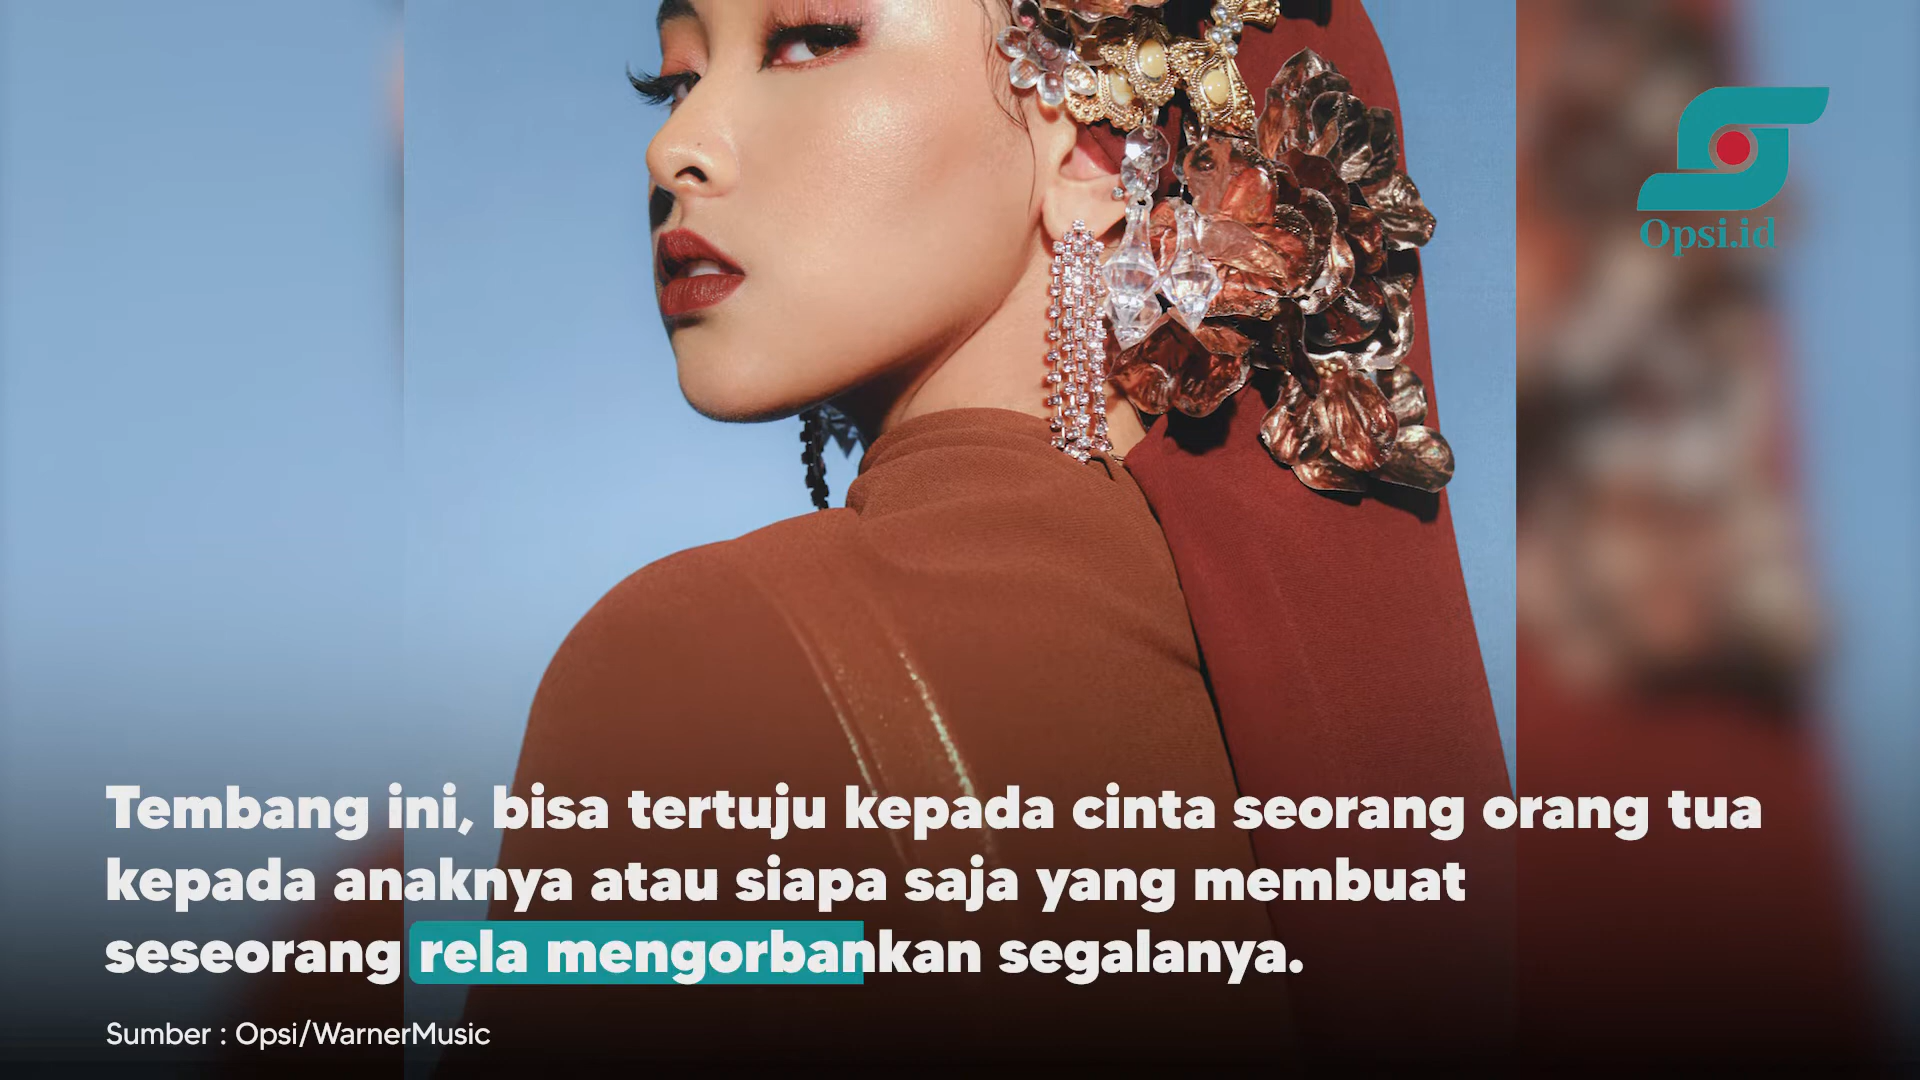 Opsi.id
Tembang ini, bisa tertuju kepada cinta seorang orang tua
kepada anaknya atau siapa saja yang membuat
seseorang rela mengorbankan segalanya.
Sumber : Opsi/WarnerMusic